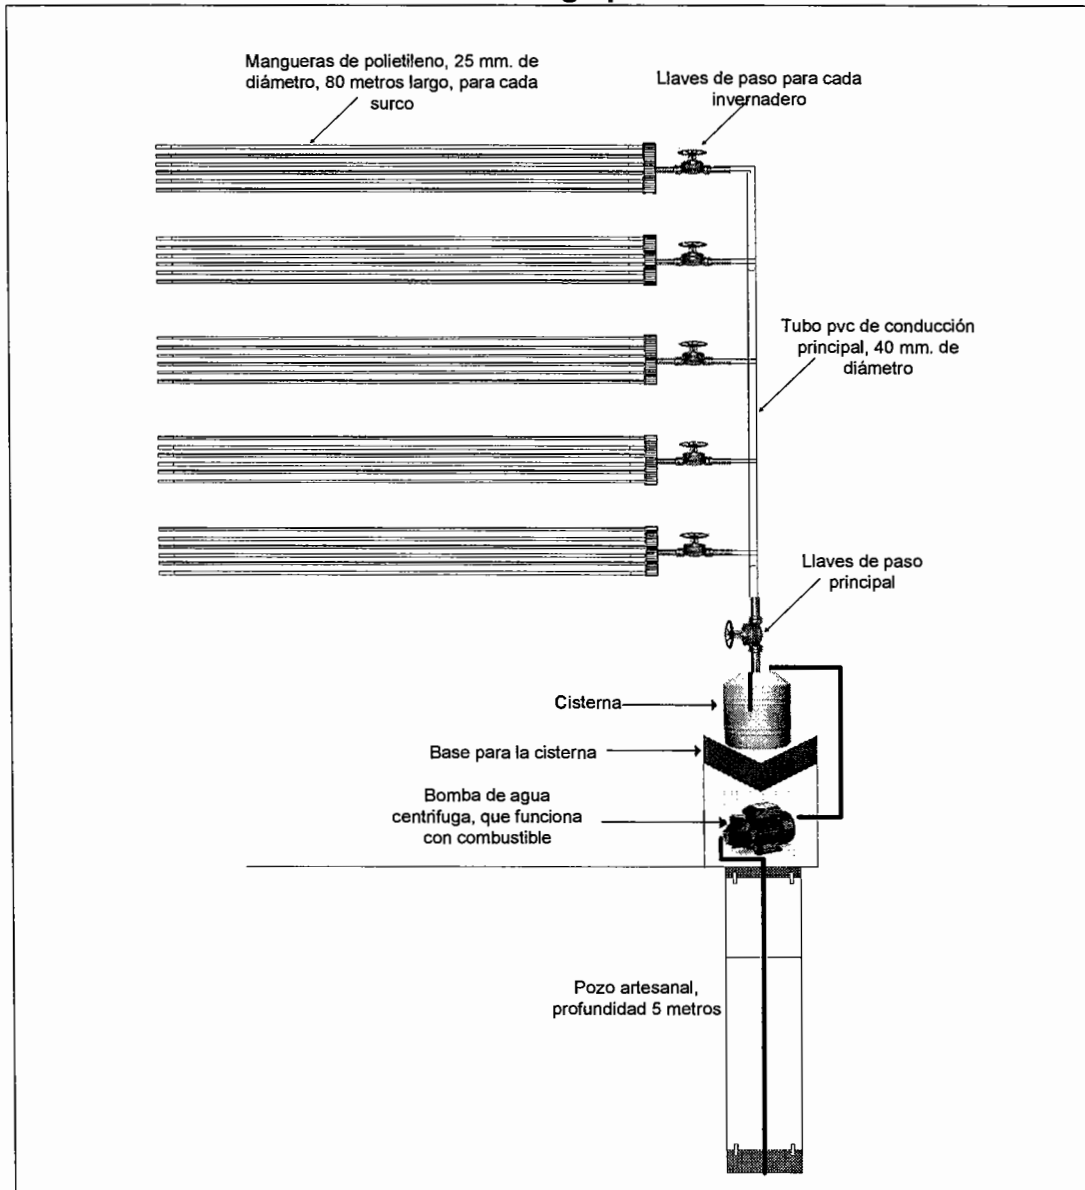 Mangueras de polietileno, 25 mm. de
diámetro, 80 metros largo, para cada
surco
Llaves de paso para cada
invernadero
Tubo pvc de conducción
principal, 40 mm. de
diámetro
Llaves de paso
principal
Cisterna
Base para la cisterna
Bomba de agua
centrifuga, que funciona
con combustible
Pozo artesanal,
profundidad 5 metros